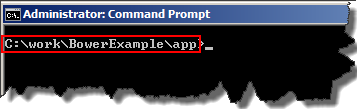 Administrator: Command Prompt
C:\work\BowerExample\app>_